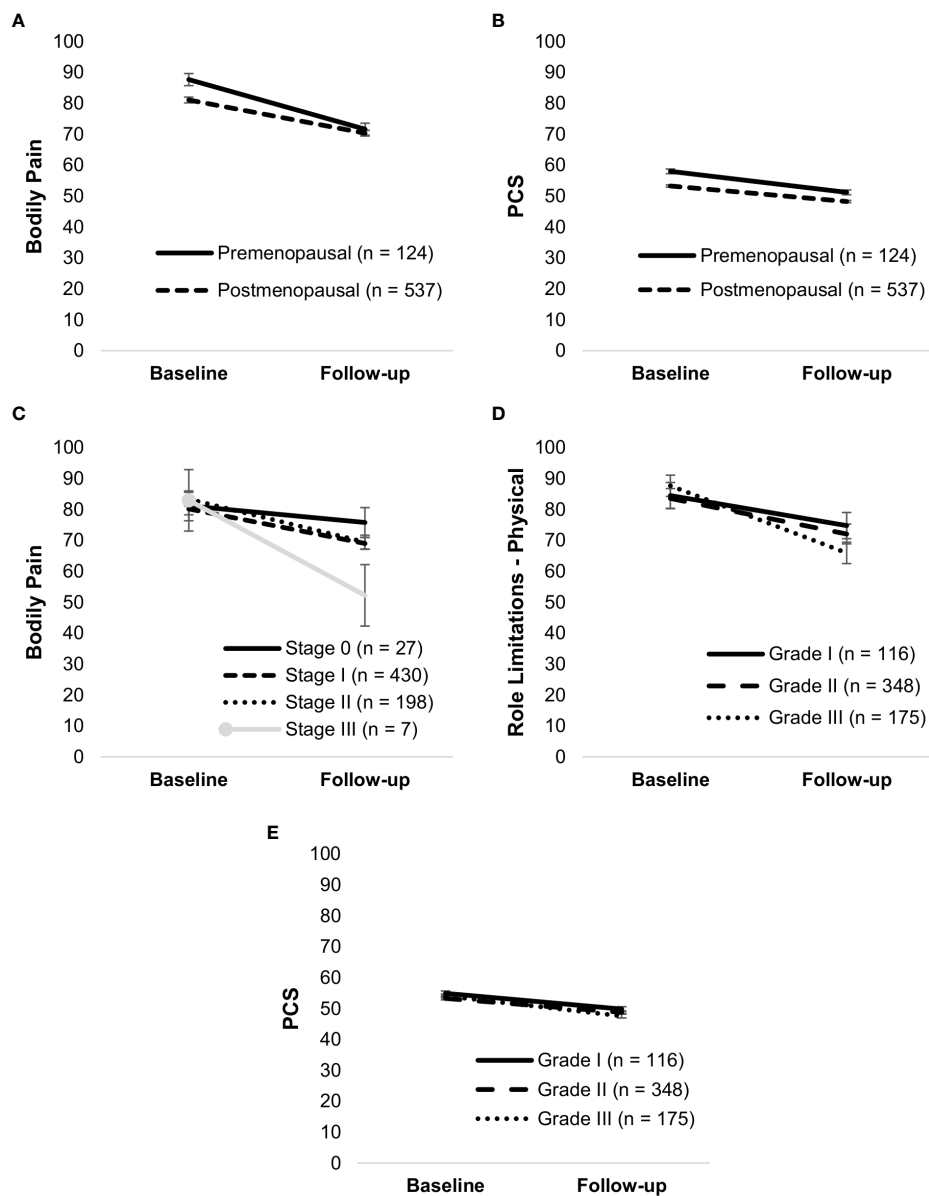 A
100
90
80
70
60
50
40
30
20
10
0
Bodily Pain
Premenopausal (n = 124)
Postmenopausal (n = 537)
Baseline Follow-up
B
100
90
80
70
60
50
40
30
20
10
0
PCS
Premenopausal (n = 124)
Postmenopausal (n = 537)
Baseline Follow-up
C
100
90
80
70
60
50
40
30
20
10
0
Bodily Pain
Stage 0 (n = 27)
Stage I (n = 430)
Stage II (n = 198)
Stage III (n = 7)
Baseline Follow-up
D
100
90
80
70
60
50
40
30
20
10
0
Role Limitations - Physical
Grade I (n = 116)
Grade II (n = 348)
Grade III (n = 175)
Baseline Follow-up
E
100
90
80
70
60
50
40
30
20
10
0
PCS
Grade I (n = 116)
Grade II (n = 348)
Grade III (n = 175)
Baseline Follow-up